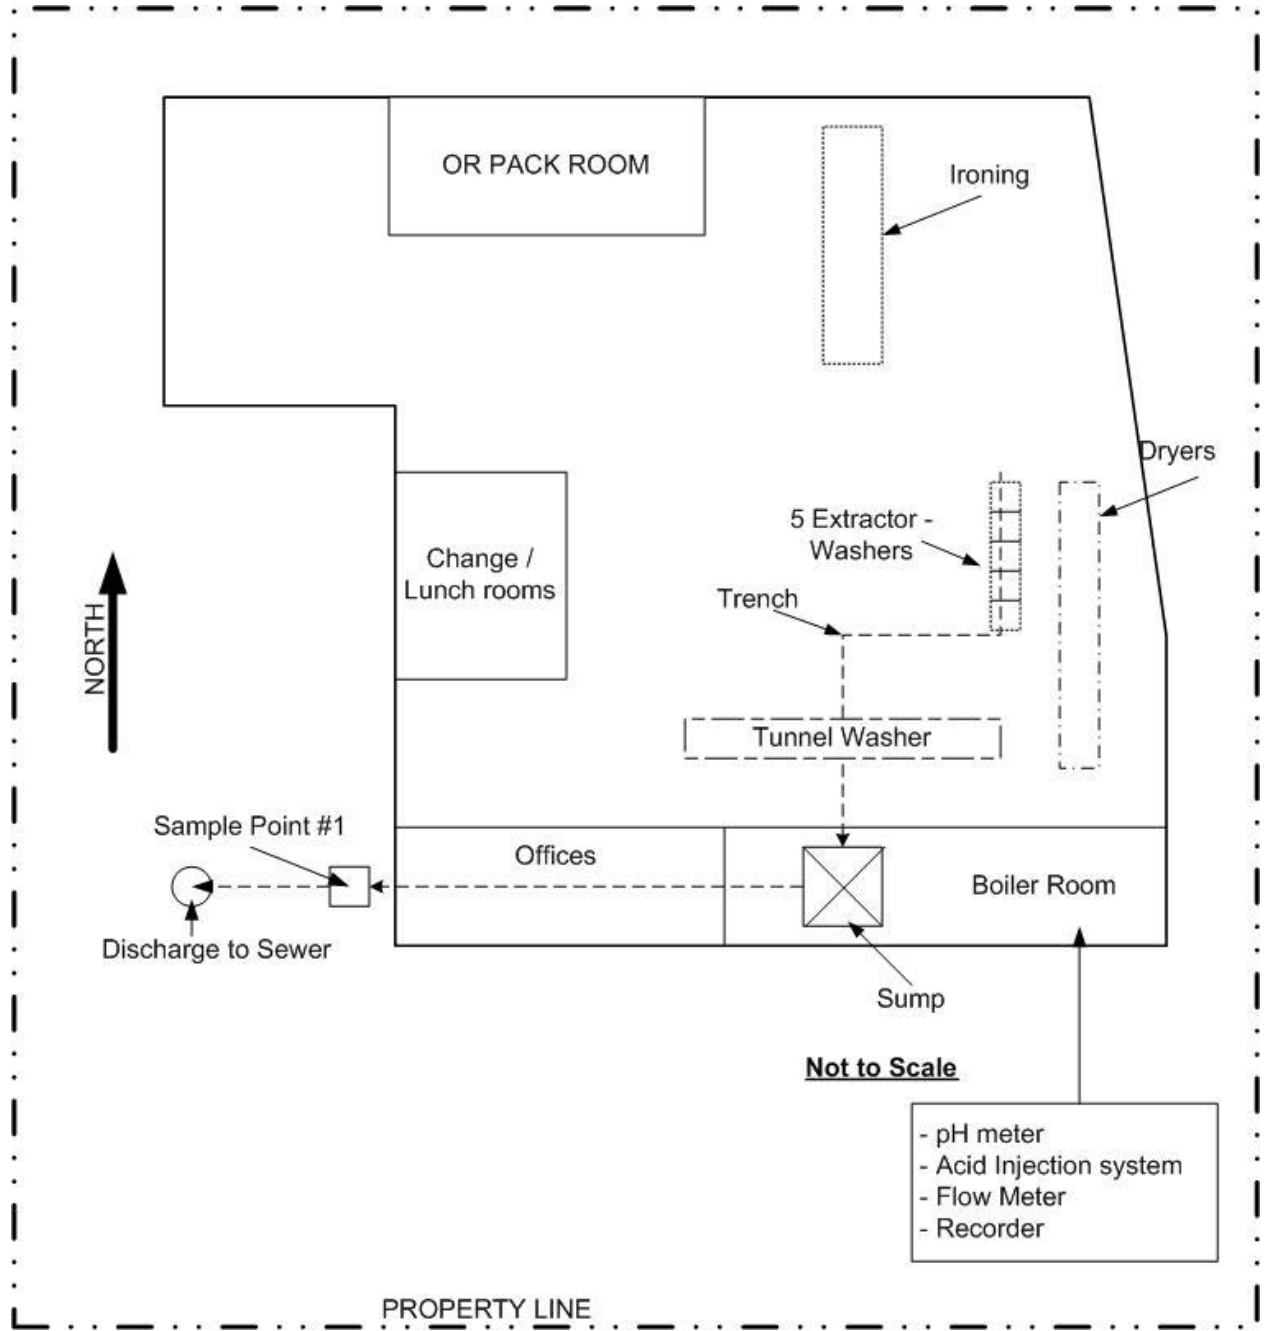 OR PACK ROOM
Ironing
Dryers
5 Extractor -
Washers
Change /
Lunch rooms
Trench
NORTH
Tunnel Washer
Sample Point #1
Offices
Boiler Room
Discharge to Sewer
Sump
Not to Scale
- pH meter
- Acid Injection system
- Flow Meter
- Recorder
PROPERTY LINE